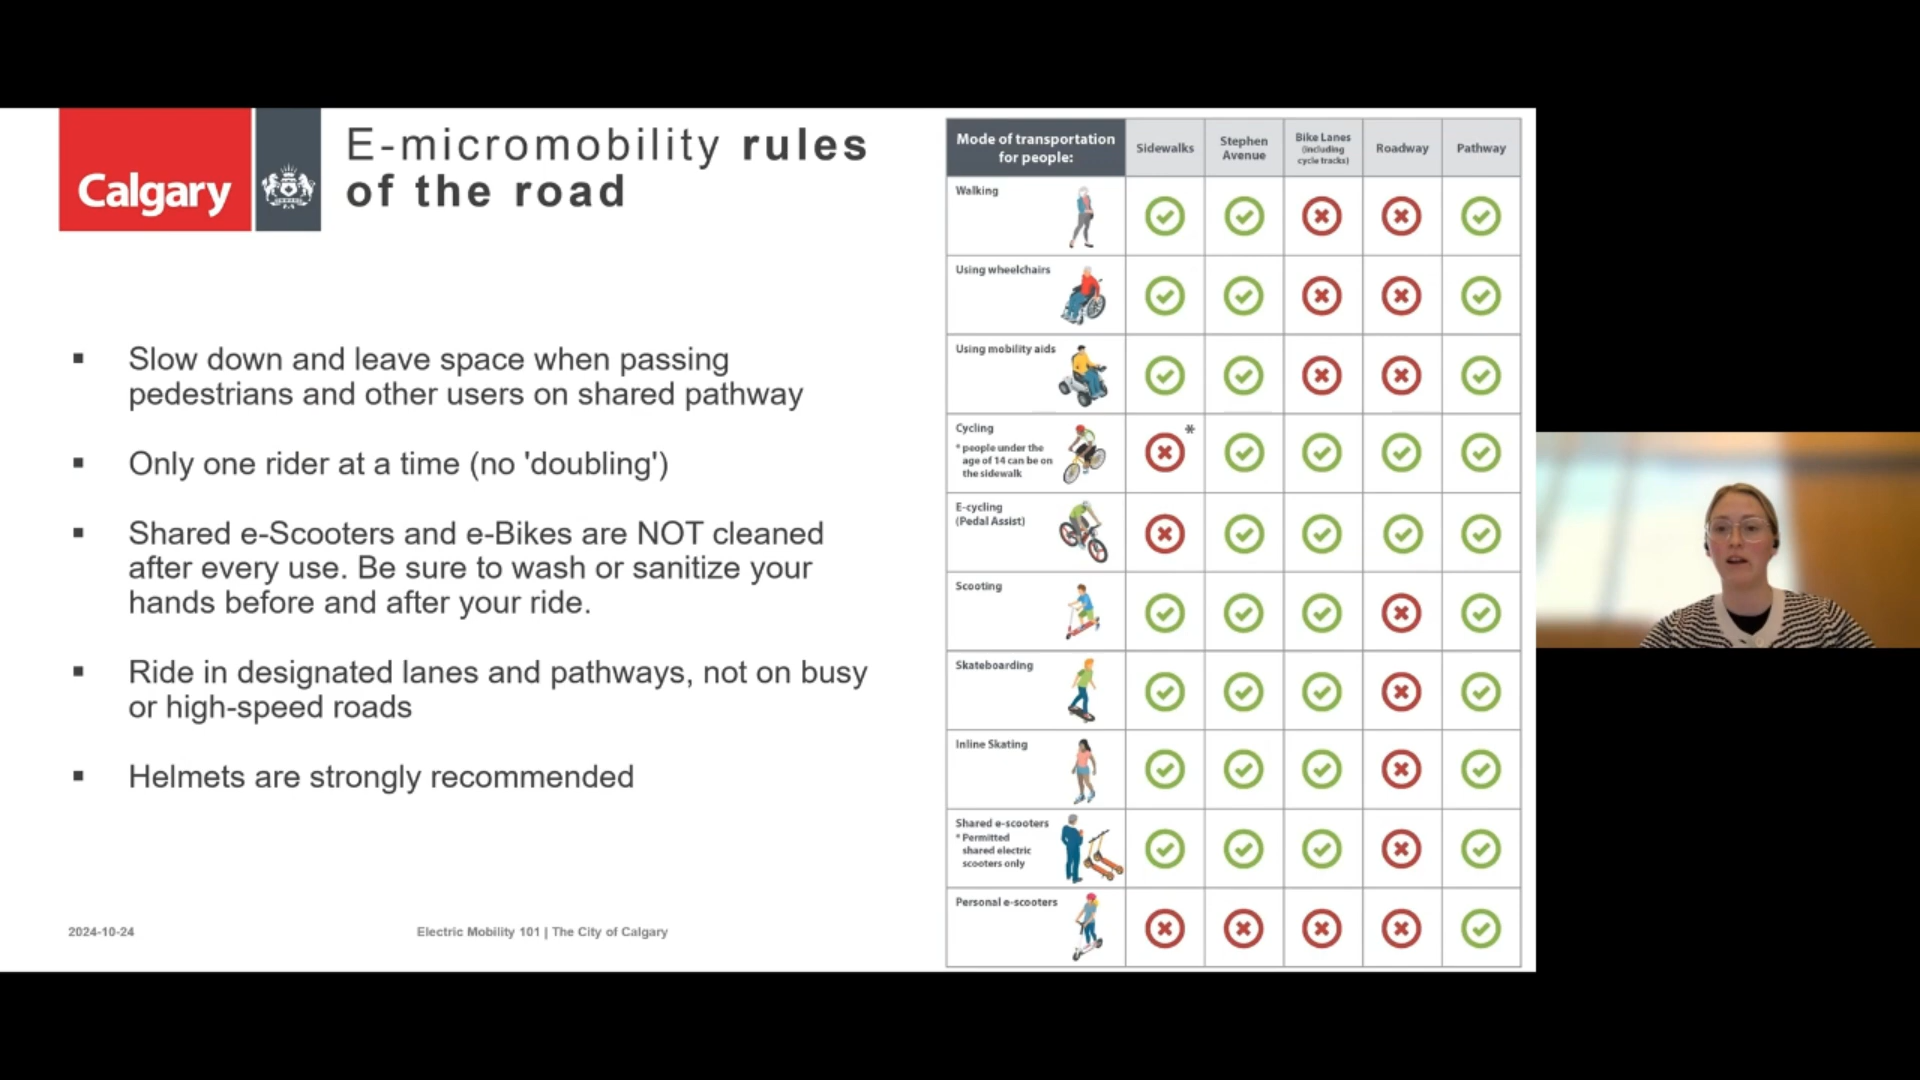 Calgary
E-micromobility rules
of the road
▪ Slow down and leave space when passing
pedestrians and other users on shared pathway
▪ Only one rider at a time (no 'doubling')
▪ Shared e-Scooters and e-Bikes are NOT cleaned
after every use. Be sure to wash or sanitize your
hands before and after your ride.
▪ Ride in designated lanes and pathways, not on busy
or high-speed roads
▪ Helmets are strongly recommended
2024-10-24
Electric Mobility 101 | The City of Calgary
Mode of transportation
for people:
Sidewalks
Stephen
Avenue
Bike Lanes
(including
cycle tracks)
Roadway
Pathway
Walking
Using wheelchairs
Using mobility aids
Cycling
* people under the
age of 14 can be on
the sidewalk
*
E-cycling
(Pedal Assist)
Scooting
Skateboarding
Inline Skating
Shared e-scooters
* Permitted
shared electric
scooters only
Personal e-scooters